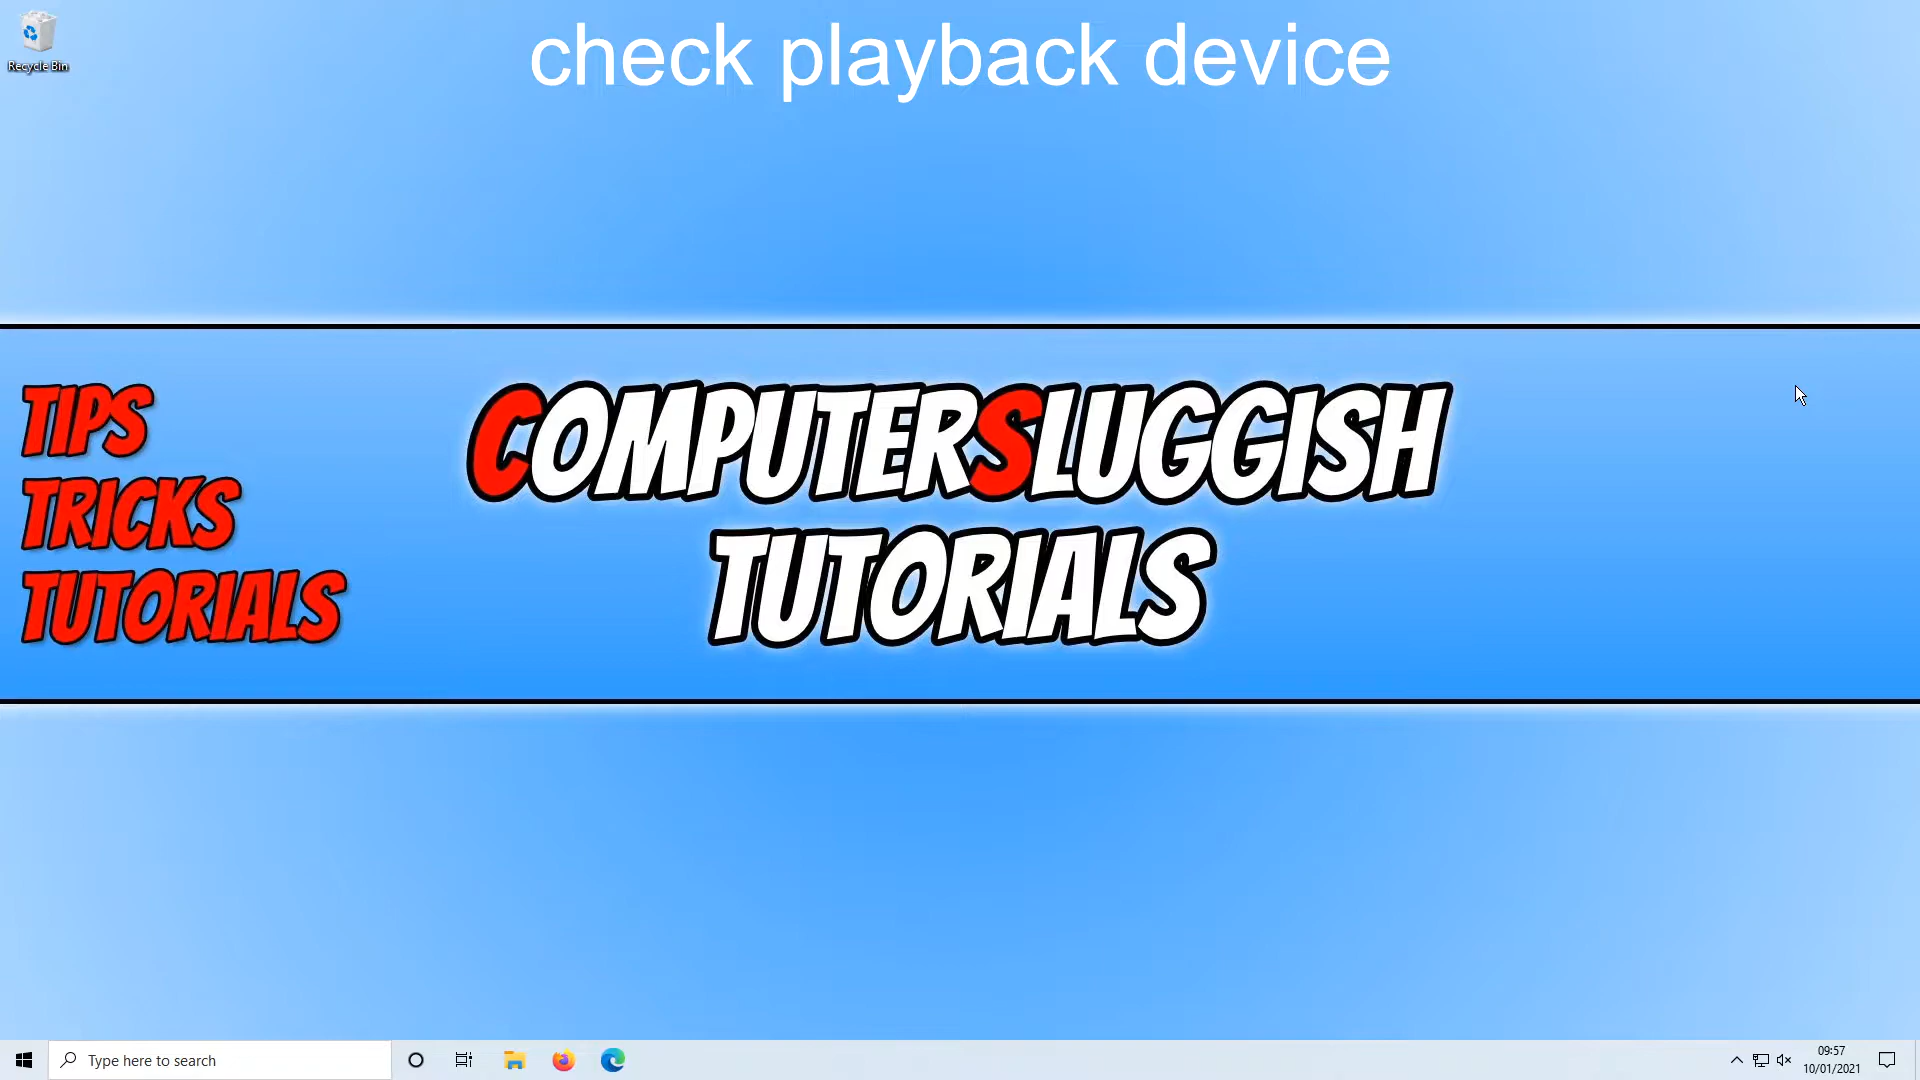 check playback device
Recycle Bin
TIPS
TRICKS
TUTORIALS
COMPUTERSLUGGISH
TUTORIALS
Type here to search
09:57
10/01/2021